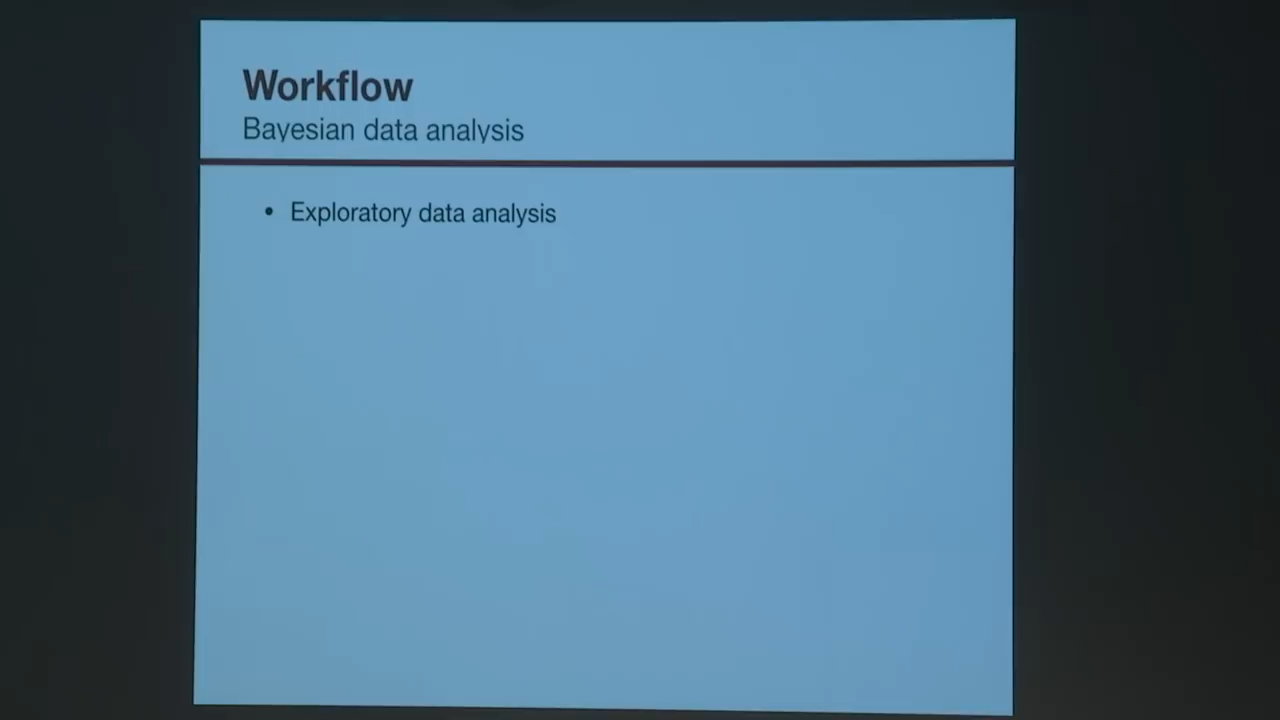 Workflow
Bayesian data analysis
• Exploratory data analysis